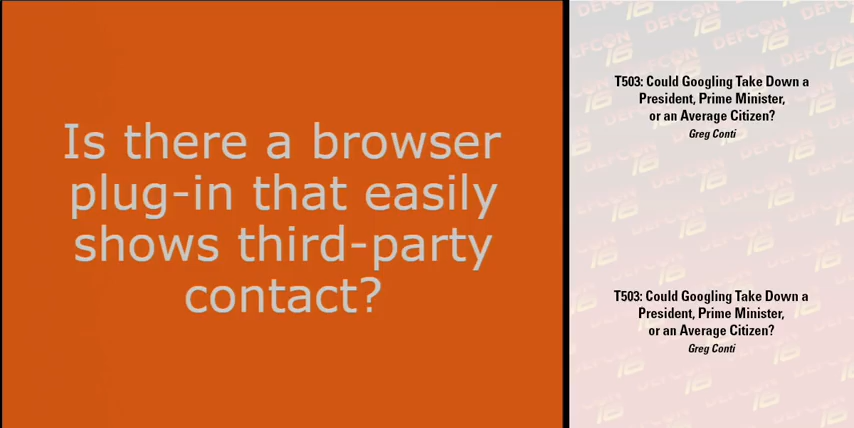 Is there a browser
plug-in that easily
shows third-party
contact?
T503: Could Googling Take Down a
President, Prime Minister,
or an Average Citizen?
Greg Conti
T503: Could Googling Take Down a
President, Prime Minister,
or an Average Citizen?
Greg Conti
DEFCON
16